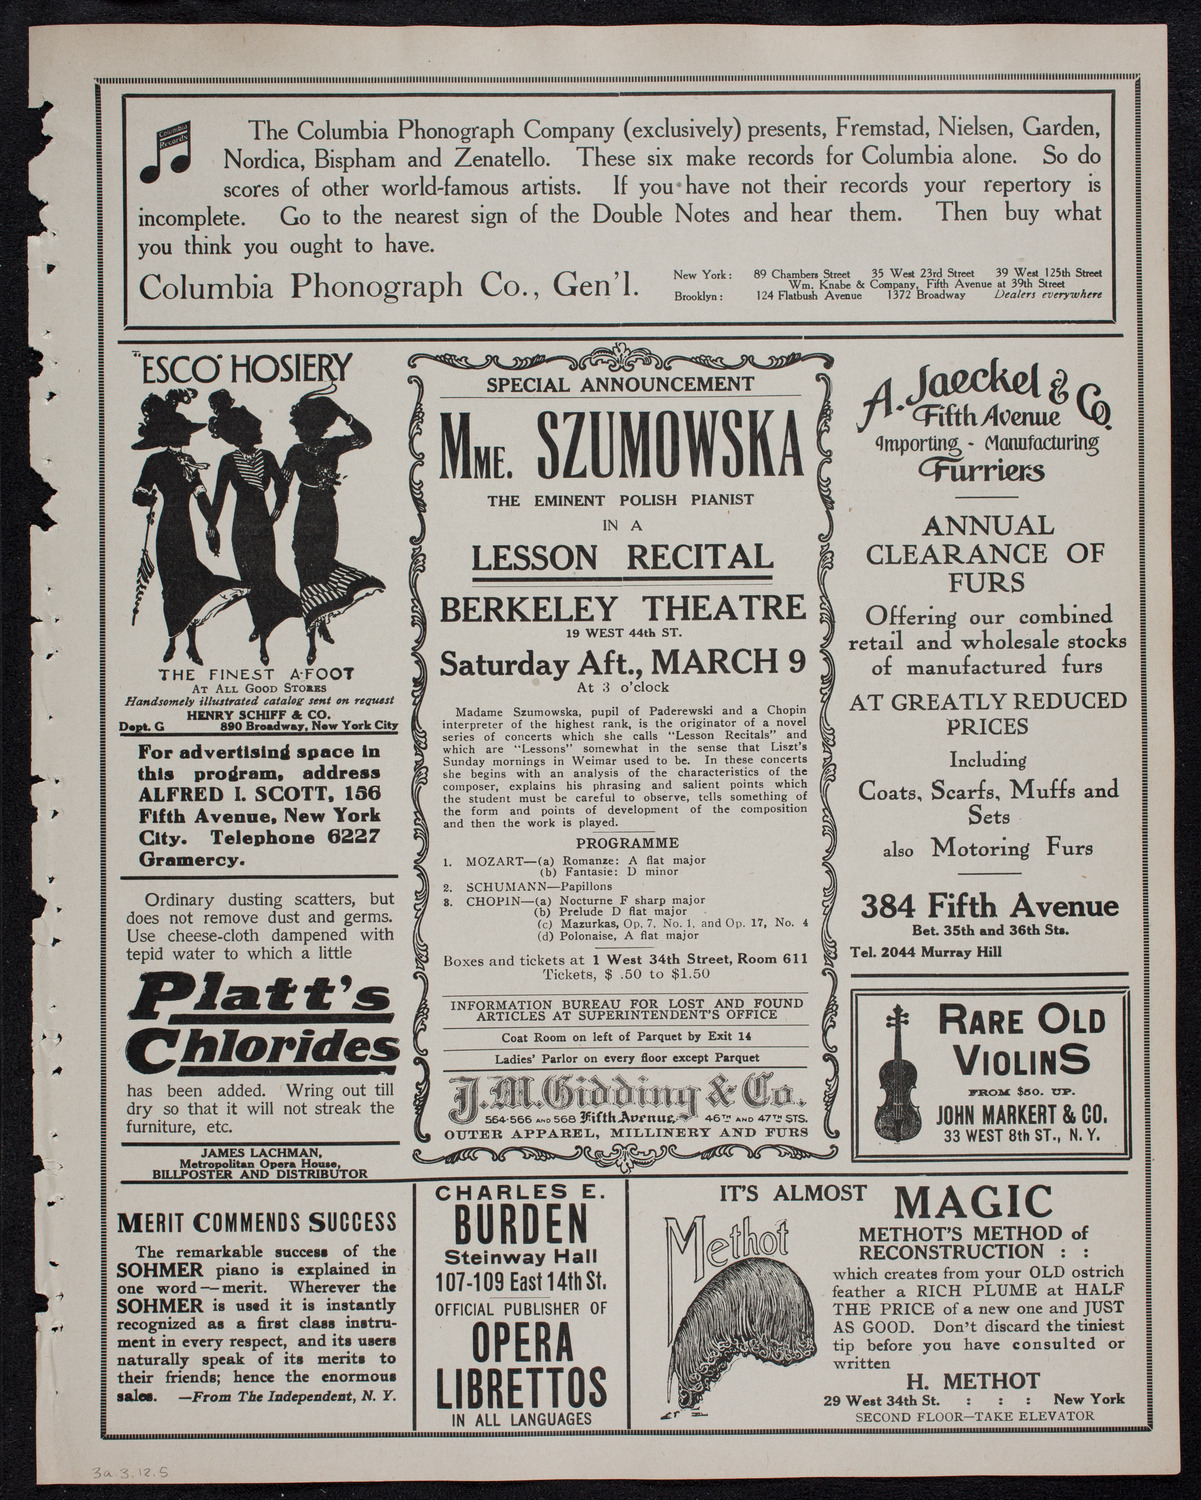 Columbia
Records
The Columbia Phonograph Company (exclusively) presents, Fremstad, Nielsen, Garden,
Nordica, Bispham and Zenatello. These six make records for Columbia alone. So do
scores of other world-famous artists. If you have not their records your repertory is
incomplete. Go to the nearest sign of the Double Notes and hear them. Then buy what
you think you ought to have.
Columbia Phonograph Co., Gen'l.
New York: 89 Chambers Street 35 West 23rd Street 39 West 125th Street
Wm. Knabe & Company, Fifth Avenue at 39th Street
Brooklyn: 124 Flatbush Avenue 1372 Broadway Dealers everywhere
"ESCO" HOSIERY
THE FINEST A-FOOT
AT ALL GOOD STORES
Handsomely illustrated catalog sent on request
HENRY SCHIFF & CO.
Dept. G 890 Broadway, New York City
For advertising space in
this program, address
ALFRED I. SCOTT, 156
Fifth Avenue, New York
City. Telephone 6227
Gramercy.
Ordinary dusting scatters, but
does not remove dust and germs.
Use cheese-cloth dampened with
tepid water to which a little
Platt's
Chlorides
has been added. Wring out till
dry so that it will not streak the
furniture, etc.
JAMES LACHMAN,
Metropolitan Opera House,
BILLPOSTER AND DISTRIBUTOR
SPECIAL ANNOUNCEMENT
MME. SZUMOWSKA
THE EMINENT POLISH PIANIST
IN A
LESSON RECITAL
BERKELEY THEATRE
19 WEST 44th ST.
Saturday Aft., MARCH 9
At 3 o'clock
Madame Szumowska, pupil of Paderewski and a Chopin
interpreter of the highest rank, is the originator of a novel
series of concerts which she calls "Lesson Recitals" and
which are "Lessons" somewhat in the sense that Liszt's
Sunday mornings in Weimar used to be. In these concerts
she begins with an analysis of the characteristics of the
composer, explains his phrasing and salient points which
the student must be careful to observe, tells something of
the form and points of development of the composition
and then the work is played.
PROGRAMME
1. MOZART—(a) Romanze: A flat major
(b) Fantasie: D minor
2. SCHUMANN—Papillons
3. CHOPIN—(a) Nocturne F sharp major
(b) Prelude D flat major
(c) Mazurkas, Op. 7, No. 1, and Op. 17, No. 4
(d) Polonaise, A flat major
Boxes and tickets at 1 West 34th Street, Room 611
Tickets, $ .50 to $1.50
INFORMATION BUREAU FOR LOST AND FOUND
ARTICLES AT SUPERINTENDENT'S OFFICE
Coat Room on left of Parquet by Exit 14
Ladies' Parlor on every floor except Parquet
J. M. Gidding & Co.
564-566 AND 568 Fifth Avenue, 46TH AND 47TH STS.
OUTER APPAREL, MILLINERY AND FURS
A. Jaeckel & Co.
Fifth Avenue
Importing - Manufacturing
Furriers
ANNUAL
CLEARANCE OF
FURS
Offering our combined
retail and wholesale stocks
of manufactured furs
AT GREATLY REDUCED
PRICES
Including
Coats, Scarfs, Muffs and
Sets
also Motoring Furs
384 Fifth Avenue
Bet. 35th and 36th Sts.
Tel. 2044 Murray Hill
RARE OLD
VIOLINS
FROM $50. UP.
JOHN MARKERT & CO.
33 WEST 8th ST., N. Y.
MERIT COMMENDS SUCCESS
The remarkable success of the
SOHMER piano is explained in
one word—merit. Wherever the
SOHMER is used it is instantly
recognized as a first class instru-
ment in every respect, and its users
naturally speak of its merits to
their friends; hence the enormous
sales. —From The Independent, N. Y.
CHARLES E.
BURDEN
Steinway Hall
107-109 East 14th St.
OFFICIAL PUBLISHER OF
OPERA
LIBRETTOS
IN ALL LANGUAGES
IT'S ALMOST MAGIC
Methot
METHOT'S METHOD of
RECONSTRUCTION : :
which creates from your OLD ostrich
feather a RICH PLUME at HALF
THE PRICE of a new one and JUST
AS GOOD. Don't discard the tiniest
tip before you have consulted or
written
H. METHOT
29 West 34th St. : : : New York
SECOND FLOOR—TAKE ELEVATOR
3a.3.12.5